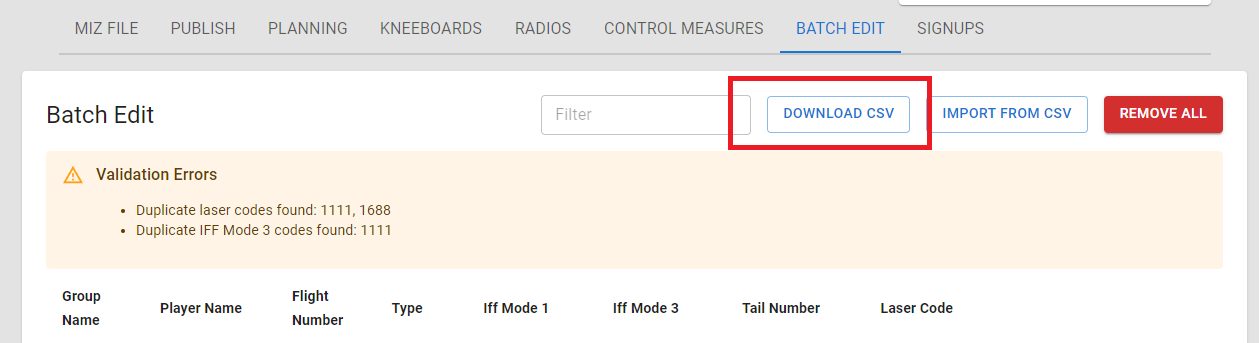 MIZ FILE PUBLISH PLANNING KNEEBOARDS RADIOS CONTROL MEASURES BATCH EDIT SIGNUPS
Batch Edit Filter DOWNLOAD CSV IMPORT FROM CSV REMOVE ALL
Validation Errors
• Duplicate laser codes found: 1111, 1688
• Duplicate IFF Mode 3 codes found: 1111
Group Name Player Name Flight Number Type Iff Mode 1 Iff Mode 3 Tail Number Laser Code